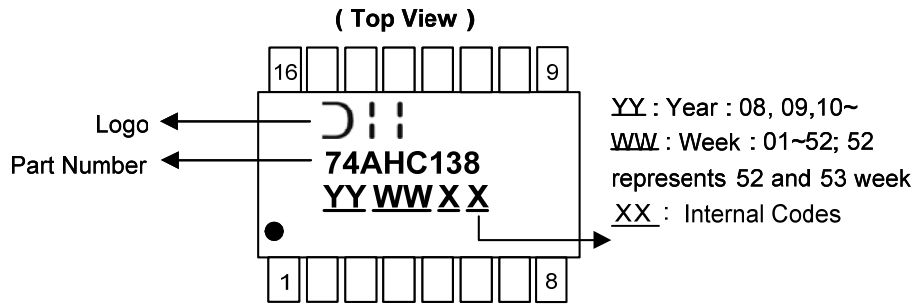 ( Top View )
16 9
Logo
Part Number
74AHC138
YY WW X X
1 8
YY : Year : 08, 09,10~
WW : Week : 01~52; 52
represents 52 and 53 week
XX : Internal Codes